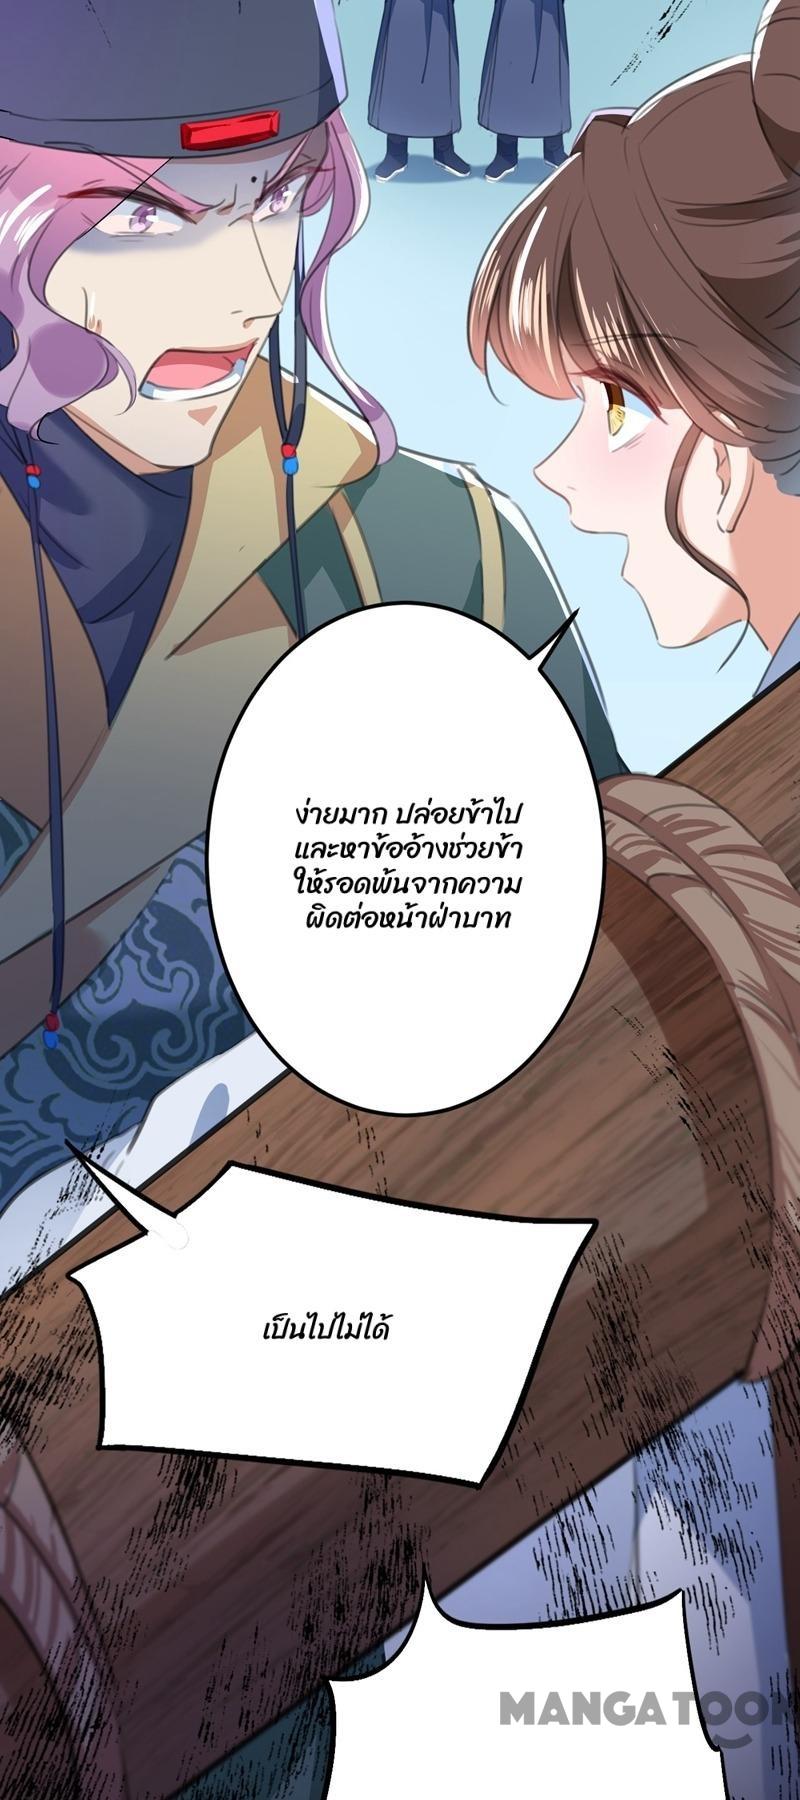 ง่ายมาก ปล่อยข้าไป
และหาข้ออ้างช่วยข้า
ให้รอดพ้นจากความ
ผิดต่อหน้าฝ่าบาท
เป็นไปไม่ได้
MANGATOON